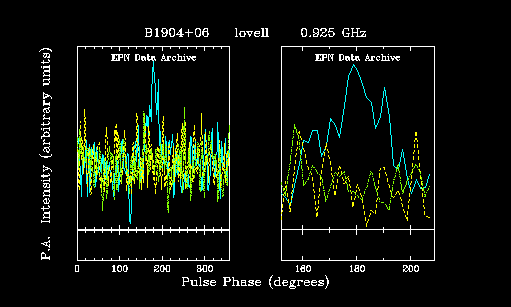 B1904+06 lovell 0.925 GHz
EPN Data Archive EPN Data Archive
P.A. Intensity (arbitrary units)
0 100 200 300 160 180 200
Pulse Phase (degrees)